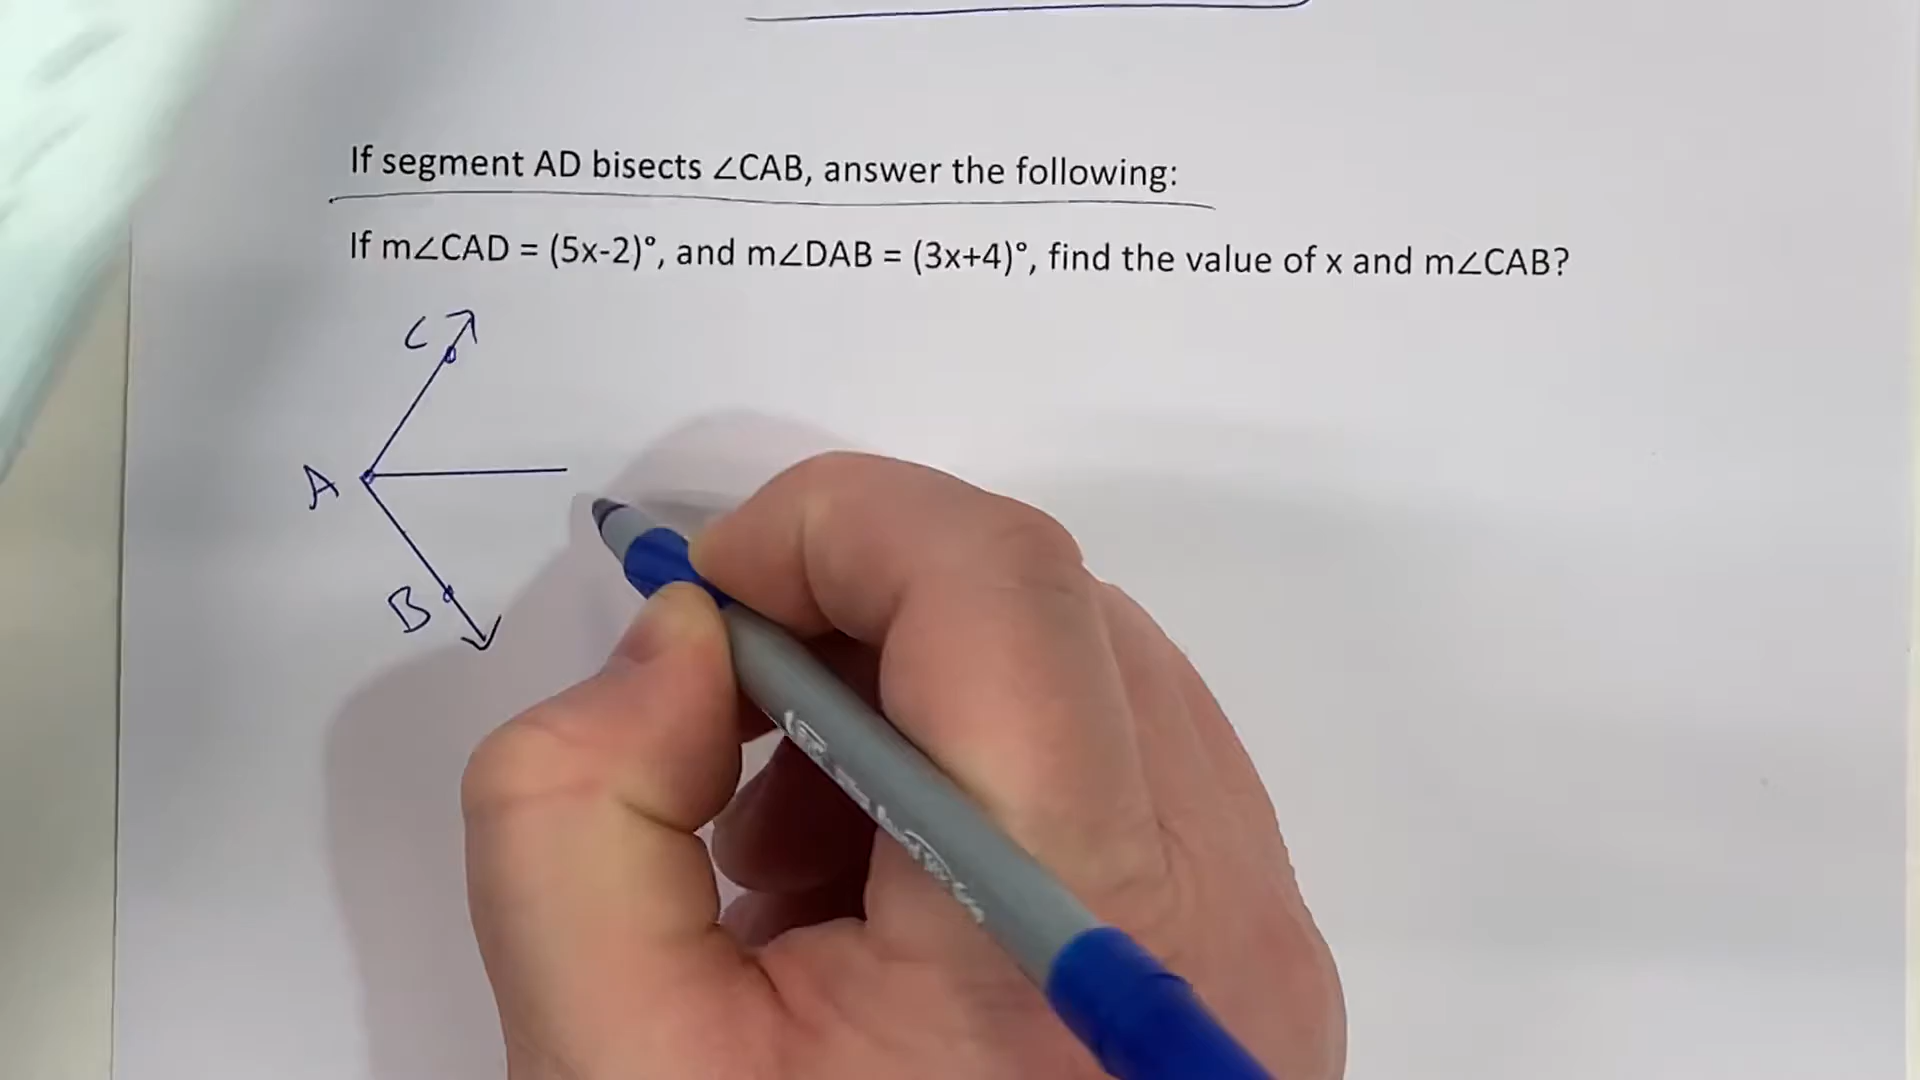 If segment AD bisects ∠CAB, answer the following:
If m∠CAD = (5x-2)°, and m∠DAB = (3x+4)°, find the value of x and m∠CAB?
C
A
B